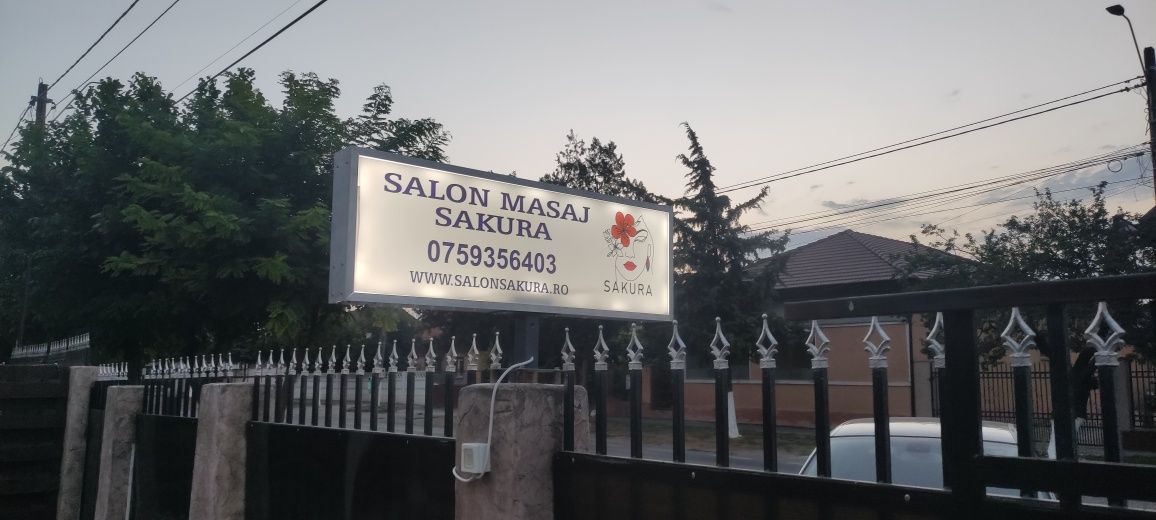 SALON MASAJ
SAKURA
0759356403
WWW.SALONSAKURA.RO
SAKURA